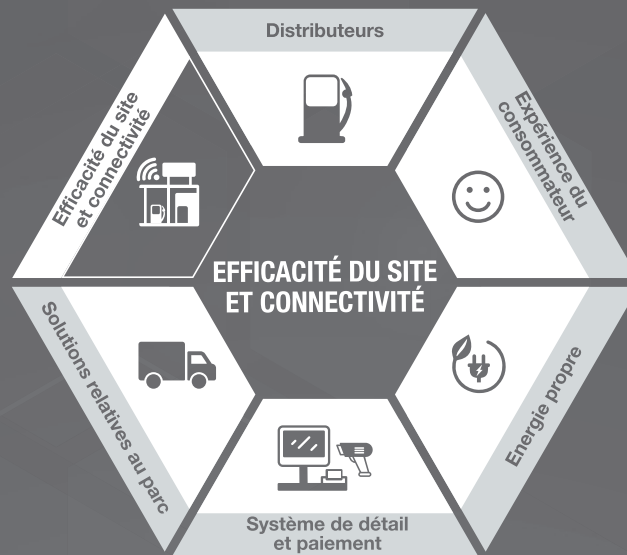 Distributeurs
Efficacité du site
et connectivité
Expérience du
consommateur
EFFICACITÉ DU SITE
ET CONNECTIVITÉ
Solutions relatives au parc
Energie propre
Système de détail
et paiement